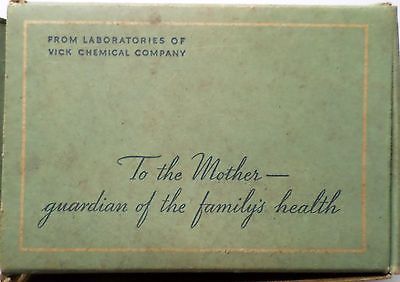 FROM LABORATORIES OF
VICK CHEMICAL COMPANY
To the Mother—
guardian of the family's health